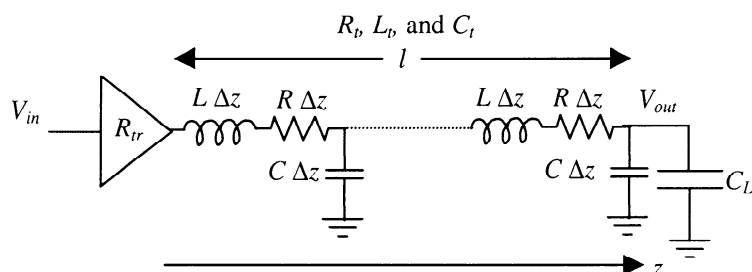 R_t, L_t, and C_t
l
L Δz R Δz L Δz R Δz V_out
V_in
R_tr
C Δz C Δz C_L
z